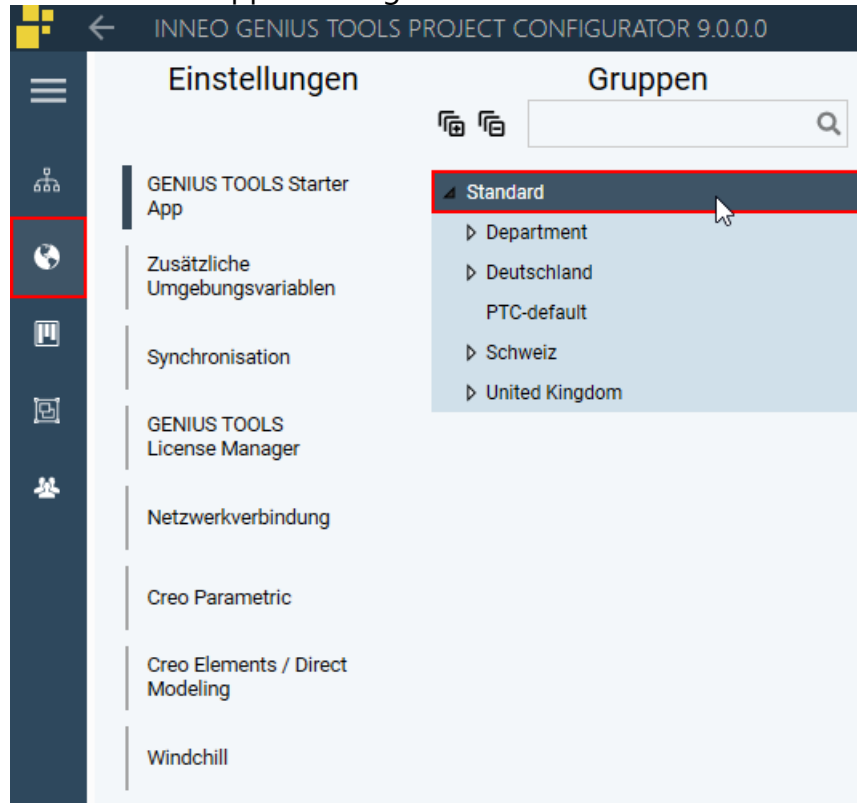 INNEO GENIUS TOOLS PROJECT CONFIGURATOR 9.0.0.0
Einstellungen
GENIUS TOOLS Starter
App
Zusätzliche
Umgebungsvariablen
Synchronisation
GENIUS TOOLS
License Manager
Netzwerkverbindung
Creo Parametric
Creo Elements / Direct
Modeling
Windchill
Gruppen
Standard
Department
Deutschland
PTC-default
Schweiz
United Kingdom